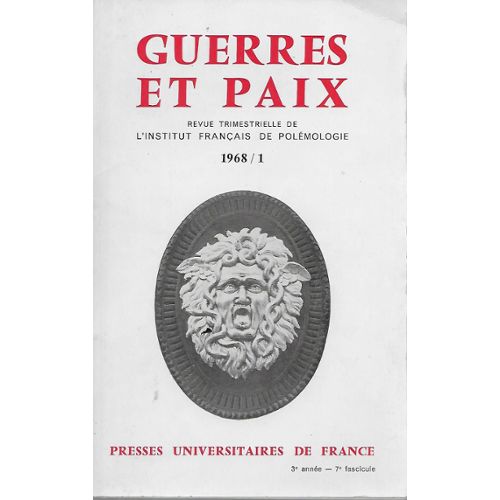 GUERRES
ET PAIX
REVUE TRIMESTRIELLE DE
L'INSTITUT FRANÇAIS DE POLÉMOLOGIE
1968/1
PRESSES UNIVERSITAIRES DE FRANCE
3e année — 7e fascicule